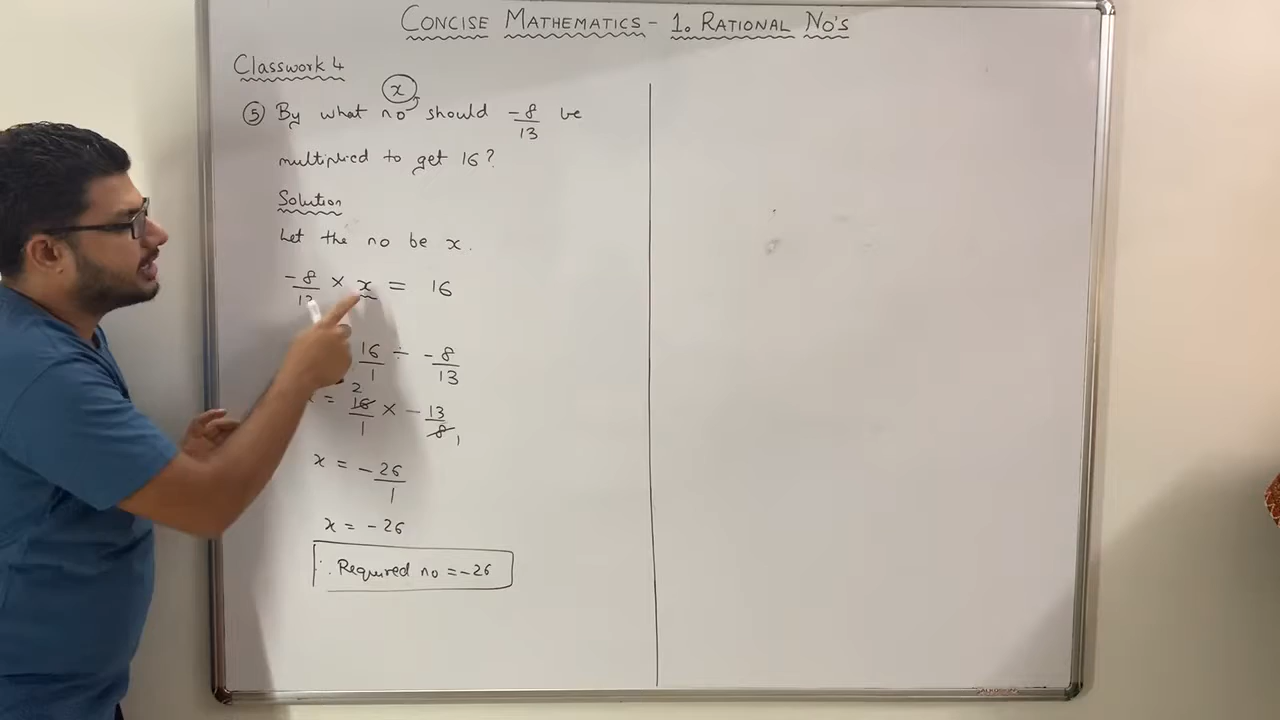 CONCISE MATHEMATICS - 1. RATIONAL NO'S
Classwork 4
x
⑤ By what no should -8/13 be
multiplied to get 16?
Solution
Let the no be x.
-8/13 × x = 16
16/1 ÷ -8/13
= 2 16/1 × -13/8 1
x = -26/1
x = -26
∴ Required no = -26